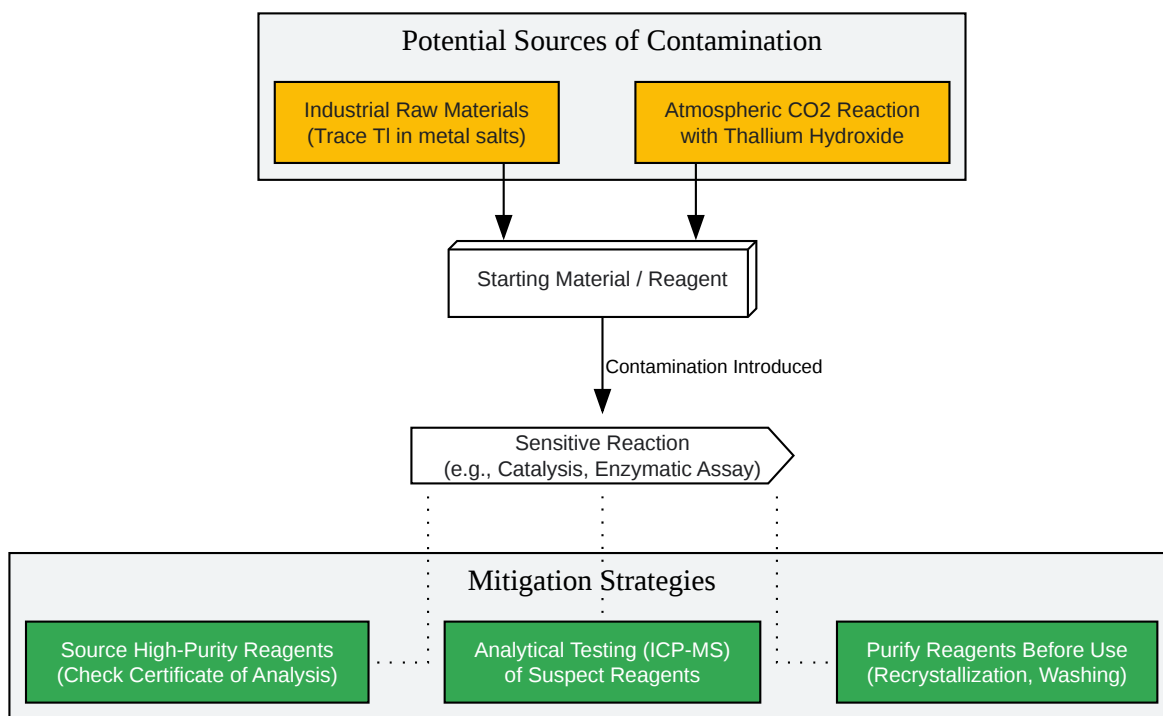 Potential Sources of Contamination
Industrial Raw Materials
(Trace Tl in metal salts)
Atmospheric CO2 Reaction
with Thallium Hydroxide
Starting Material / Reagent
Contamination Introduced
Sensitive Reaction
(e.g., Catalysis, Enzymatic Assay)
Mitigation Strategies
Source High-Purity Reagents
(Check Certificate of Analysis)
Analytical Testing (ICP-MS)
of Suspect Reagents
Purify Reagents Before Use
(Recrystallization, Washing)